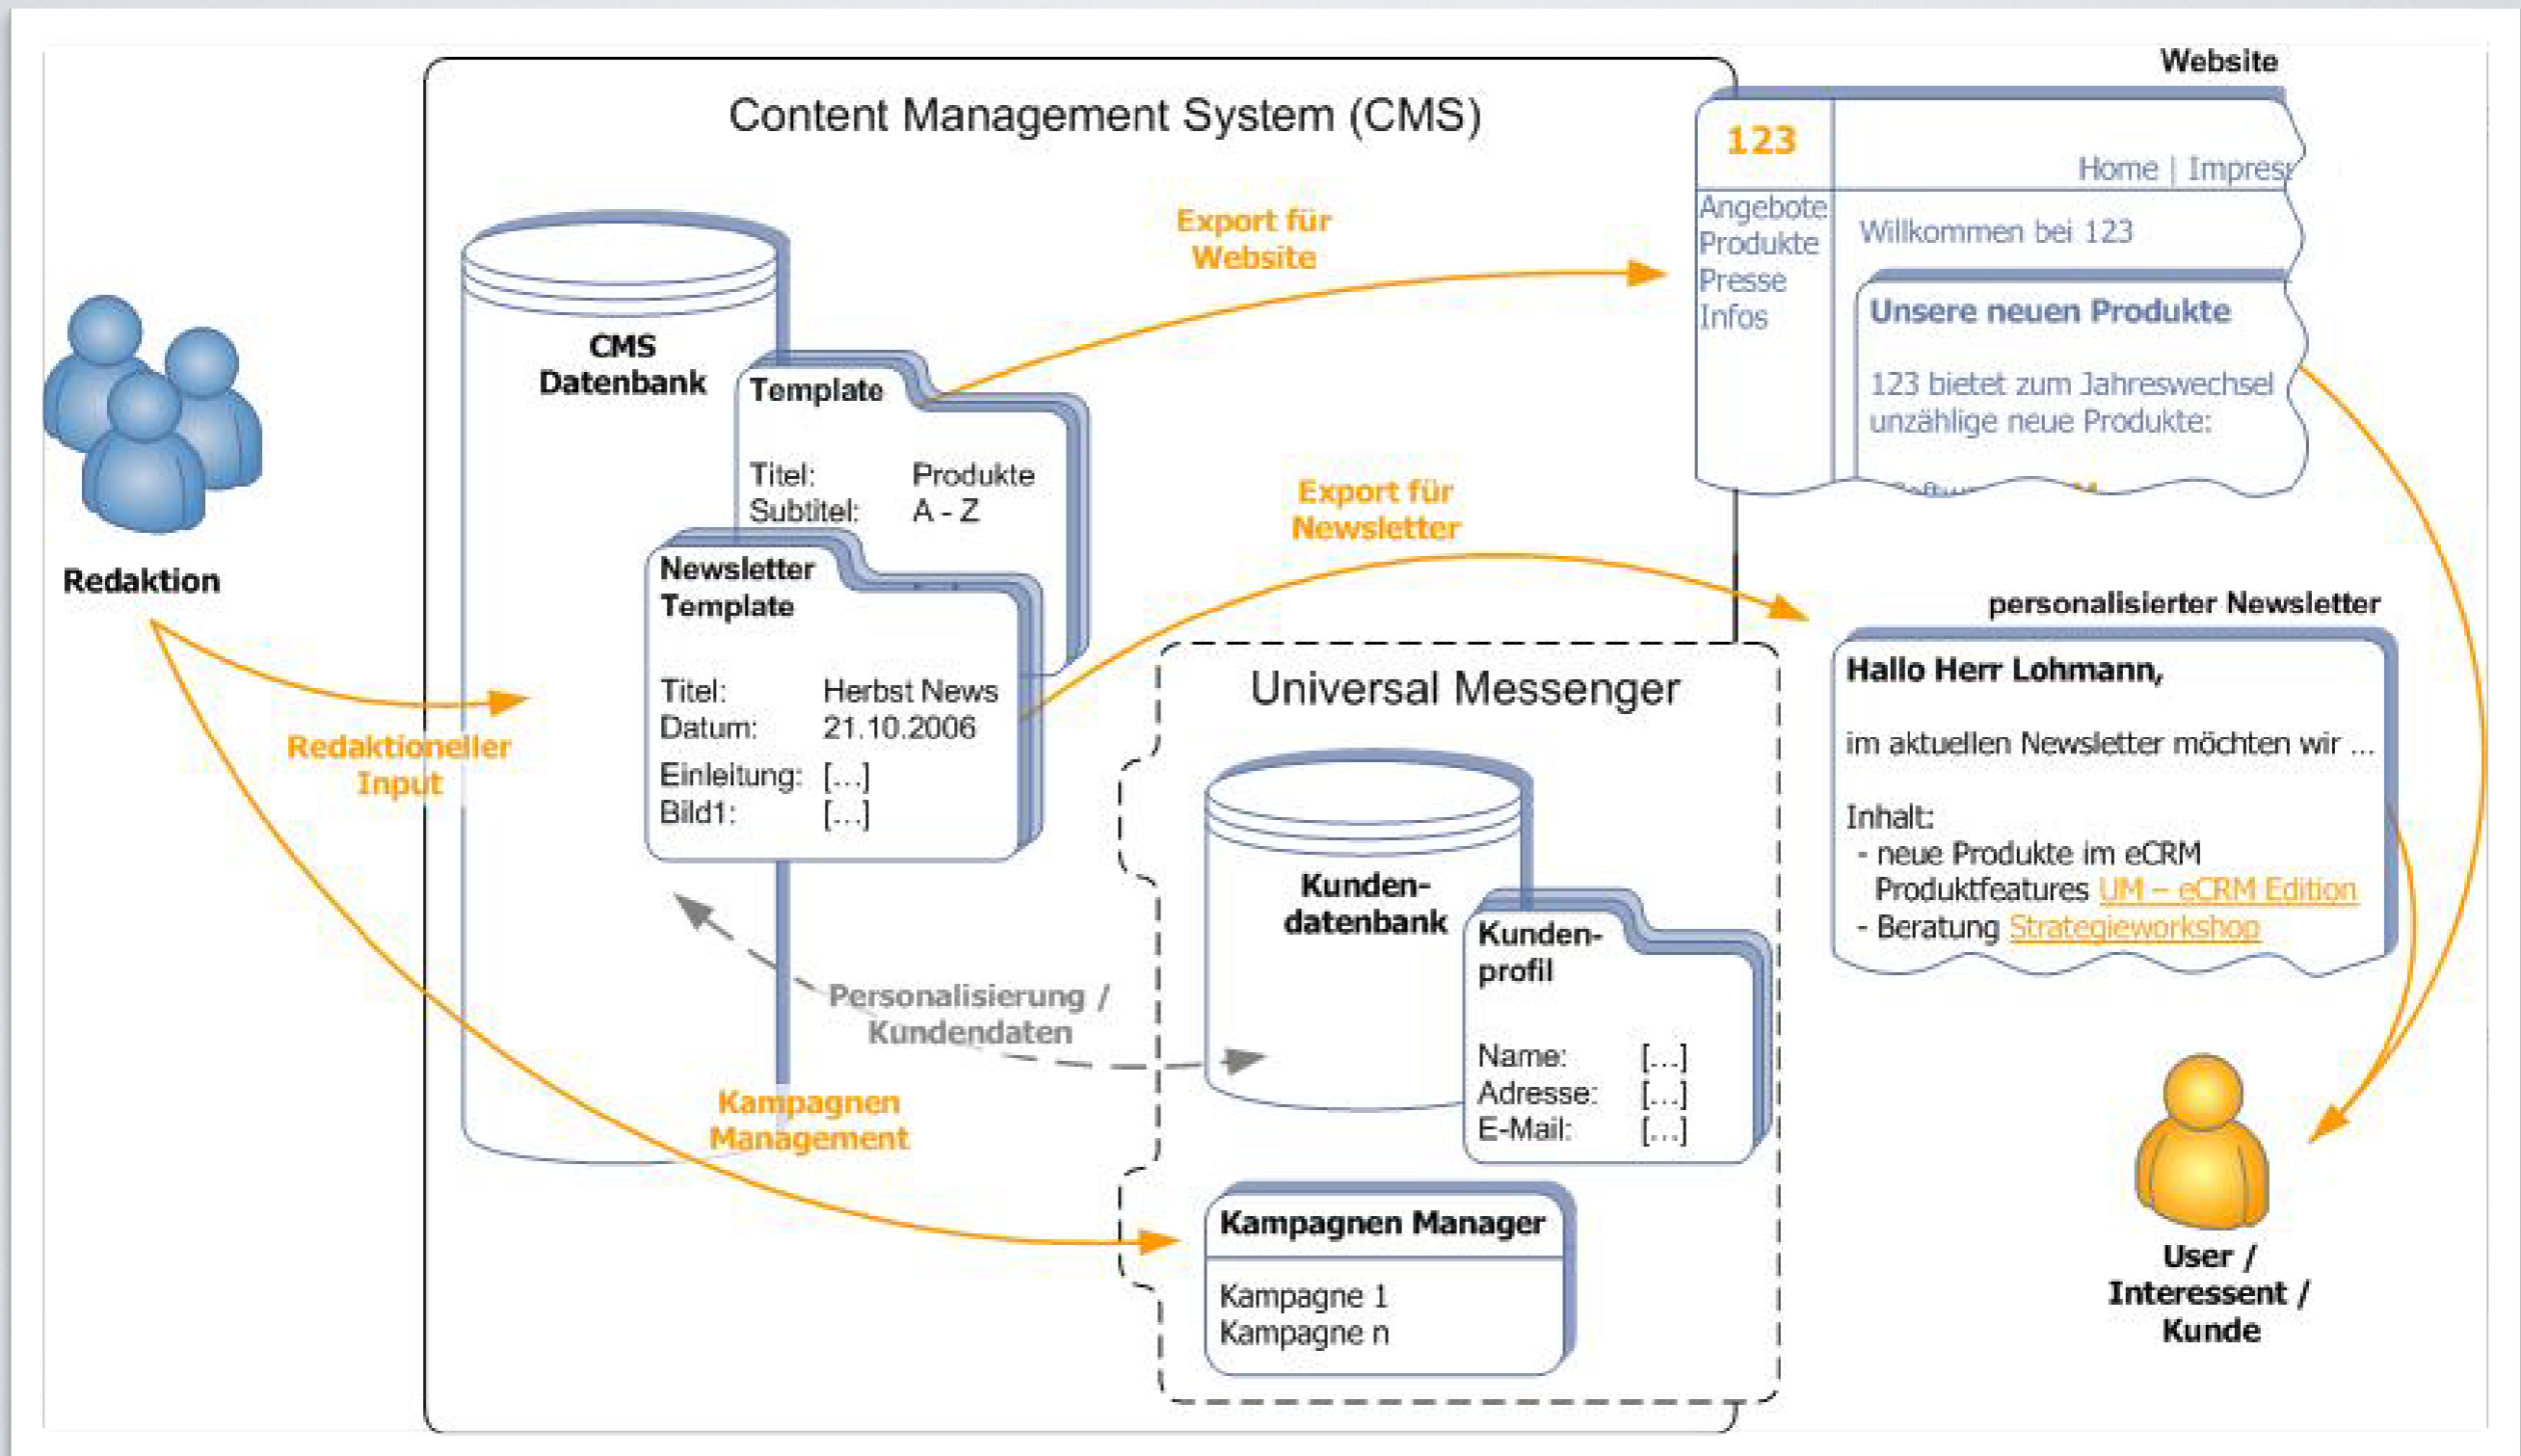 Website
Content Management System (CMS)
123
Home | Impres
Angebote
Produkte
Presse
Infos
Willkommen bei 123
Unsere neuen Produkte
123 bietet zum Jahreswechsel
unzählige neue Produkte:
Export für
Website
CMS
Datenbank
Template
Titel: Produkte
Subtitel: A - Z
Export für
Newsletter
Redaktion
Newsletter
Template
Titel: Herbst News
Datum: 21.10.2006
Einleitung: [...]
Bild1: [...]
Redaktioneller
Input
personalisierter Newsletter
Hallo Herr Lohmann,
im aktuellen Newsletter möchten wir ...
Inhalt:
- neue Produkte im eCRM
Produktfeatures UM – eCRM Edition
- Beratung Strategieworkshop
Universal Messenger
Kunden-
datenbank
Kunden-
profil
Name: [...]
Adresse: [...]
E-Mail: [...]
Personalisierung /
Kundendaten
Kampagnen
Management
Kampagnen Manager
Kampagne 1
Kampagne n
User /
Interessent /
Kunde